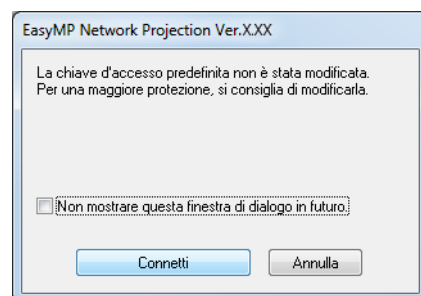 EasyMP Network Projection Ver.X.XX
La chiave d'accesso predefinita non è stata modificata.
Per una maggiore protezione, si consiglia di modificarla.
Non mostrare questa finestra di dialogo in futuro.
Connetti
Annulla